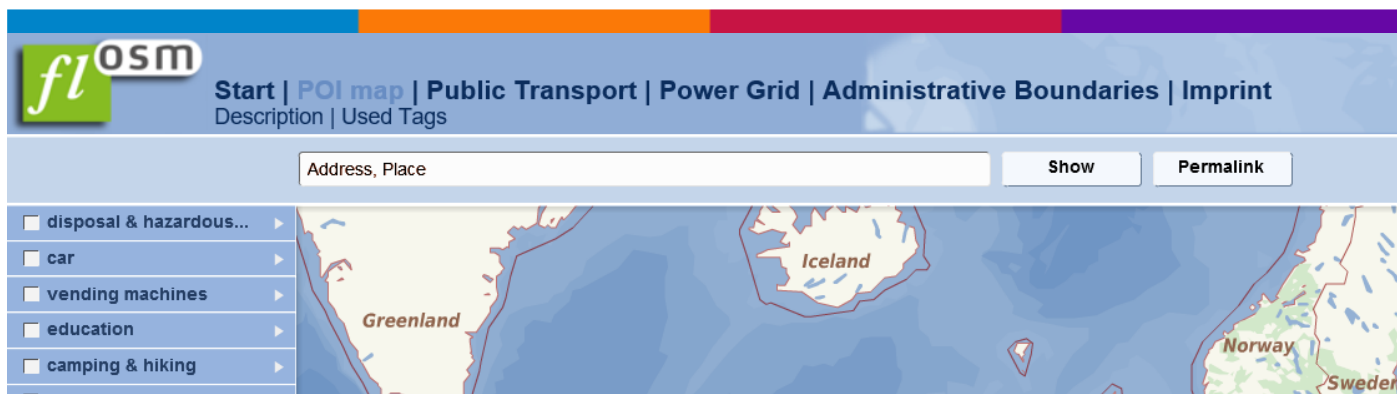 fl osm
Start | POI map | Public Transport | Power Grid | Administrative Boundaries | Imprint
Description | Used Tags
Address, Place
Show
Permalink
disposal & hazardous...
car
vending machines
education
camping & hiking
Iceland
Greenland
Norway
Sweden